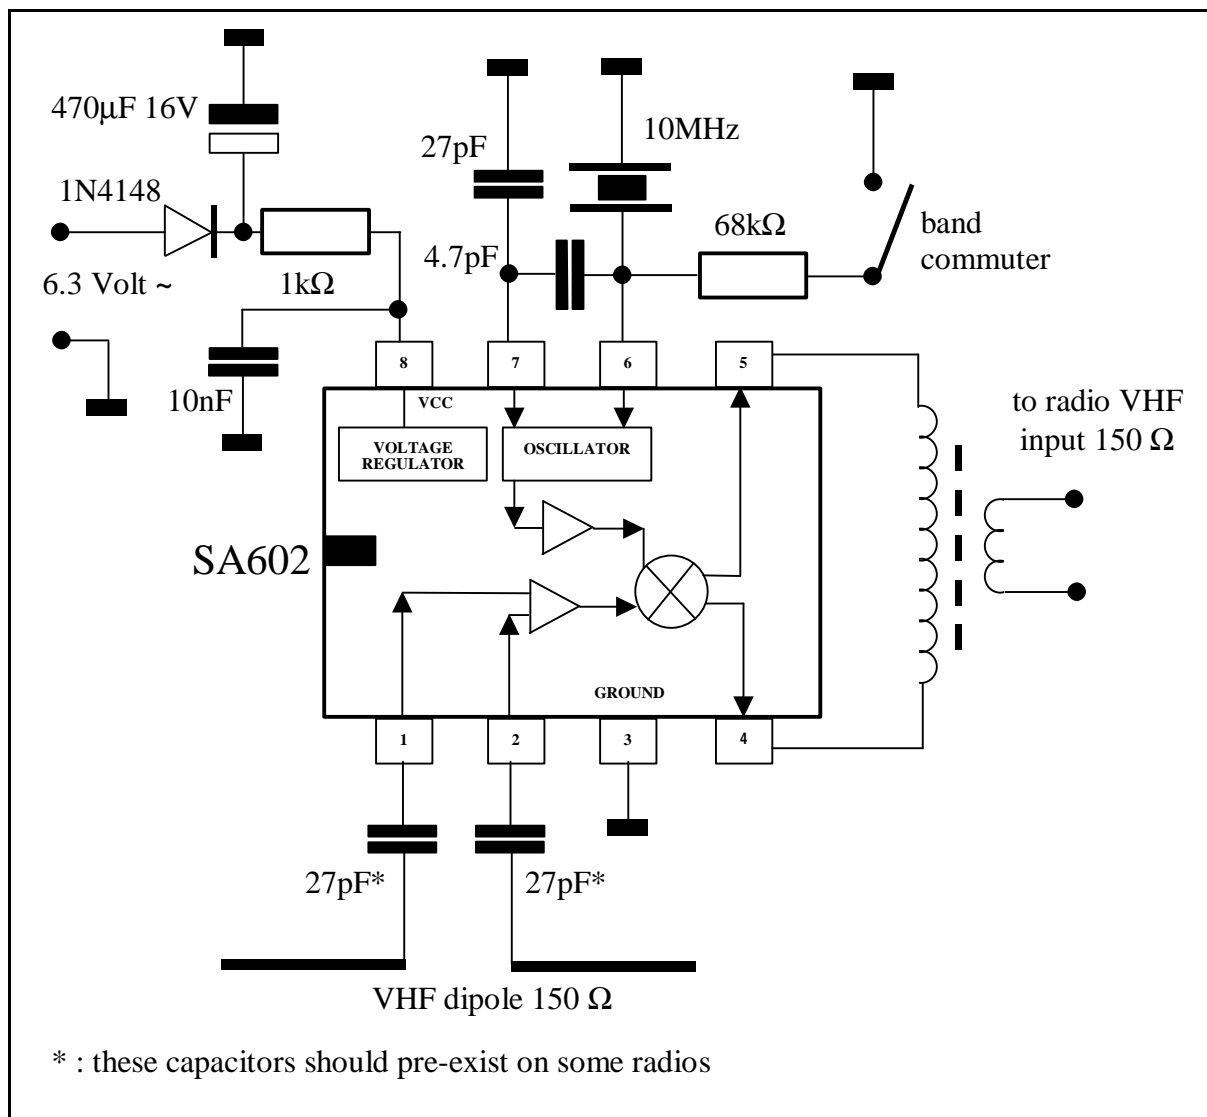 470μF 16V
1N4148
6.3 Volt ~
1kΩ
10nF
27pF
4.7pF
10MHz
68kΩ
band
commuter
8
7
6
5
VCC
VOLTAGE
REGULATOR
OSCILLATOR
to radio VHF
input 150 Ω
SA602
GROUND
1
2
3
4
27pF*
27pF*
VHF dipole 150 Ω
* : these capacitors should pre-exist on some radios